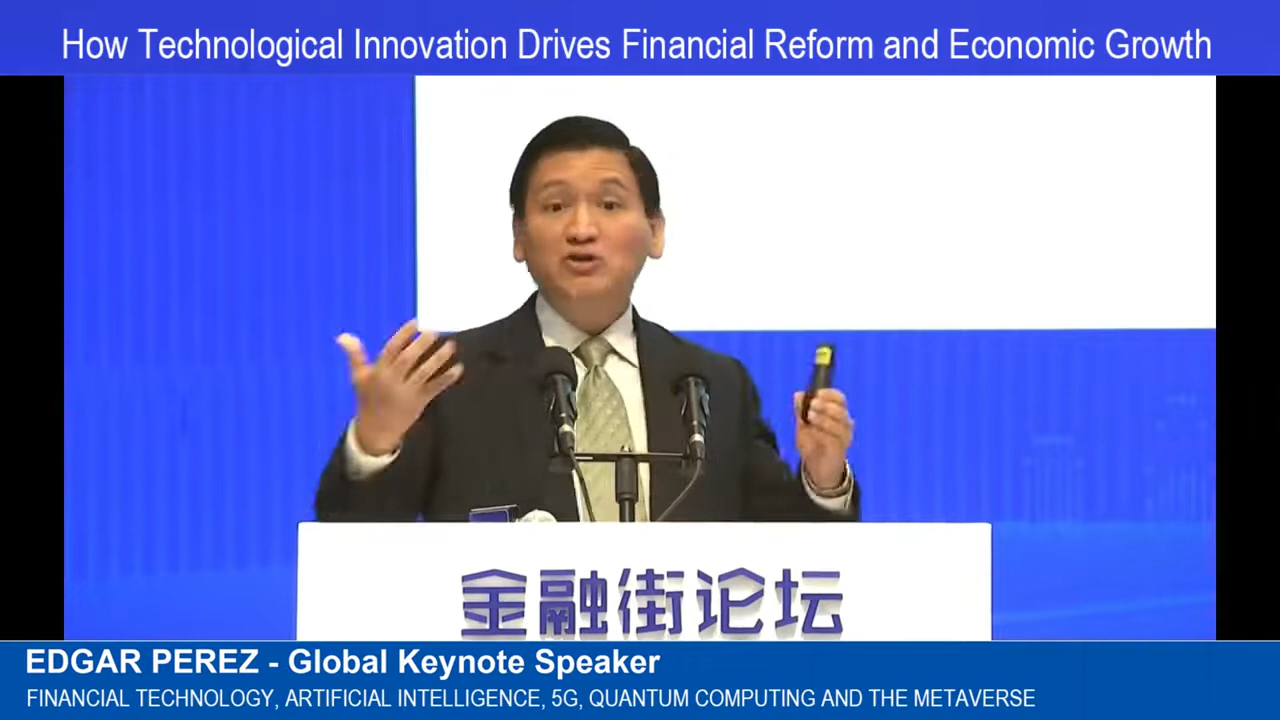 How Technological Innovation Drives Financial Reform and Economic Growth
金融街论坛
EDGAR PEREZ - Global Keynote Speaker
FINANCIAL TECHNOLOGY, ARTIFICIAL INTELLIGENCE, 5G, QUANTUM COMPUTING AND THE METAVERSE